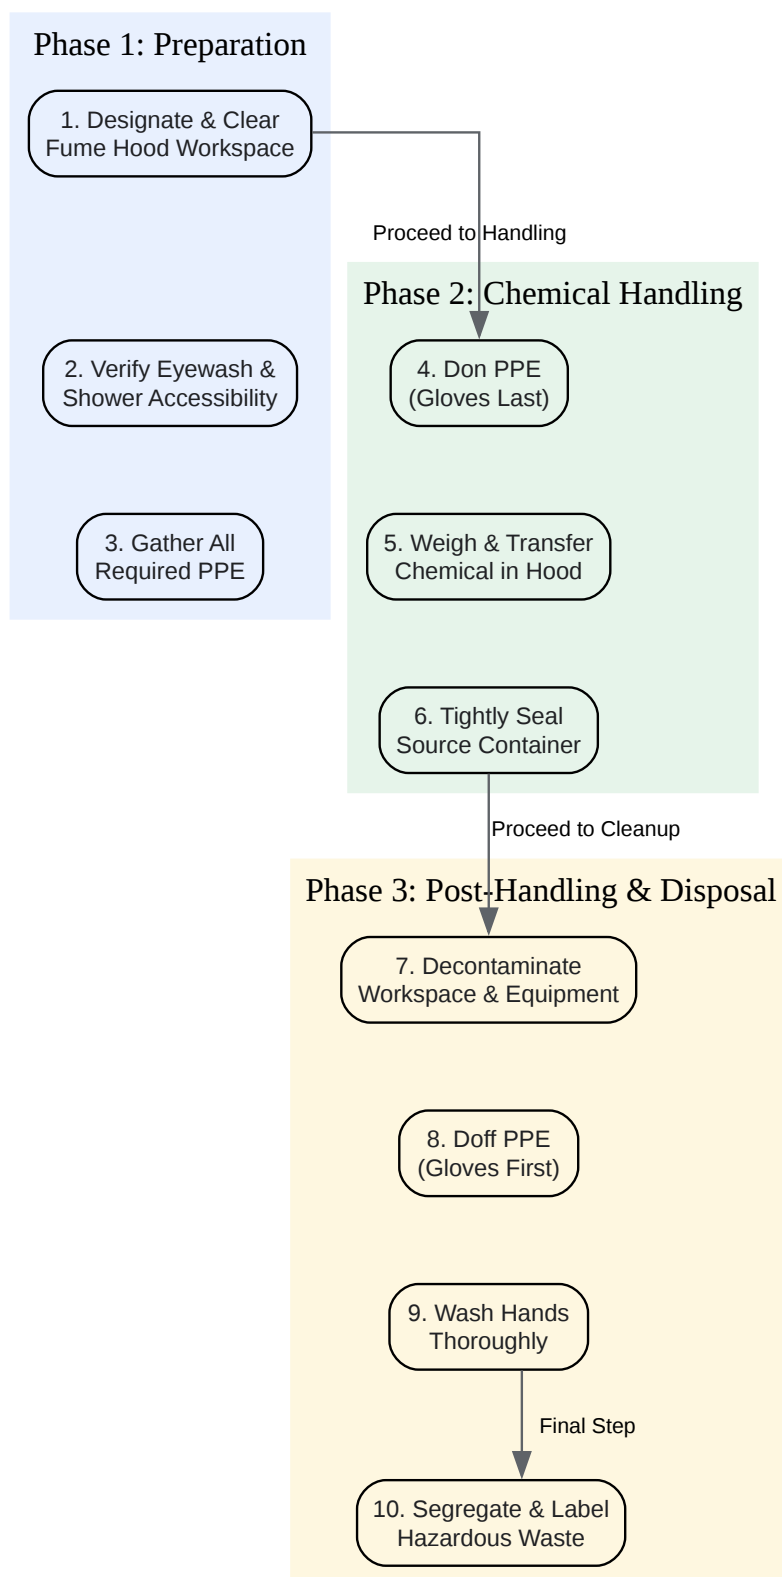 Phase 1: Preparation
1. Designate & Clear
Fume Hood Workspace
2. Verify Eyewash &
Shower Accessibility
3. Gather All
Required PPE
Proceed to Handling
Phase 2: Chemical Handling
4. Don PPE
(Gloves Last)
5. Weigh & Transfer
Chemical in Hood
6. Tightly Seal
Source Container
Proceed to Cleanup
Phase 3: Post-Handling & Disposal
7. Decontaminate
Workspace & Equipment
8. Doff PPE
(Gloves First)
9. Wash Hands
Thoroughly
Final Step
10. Segregate & Label
Hazardous Waste